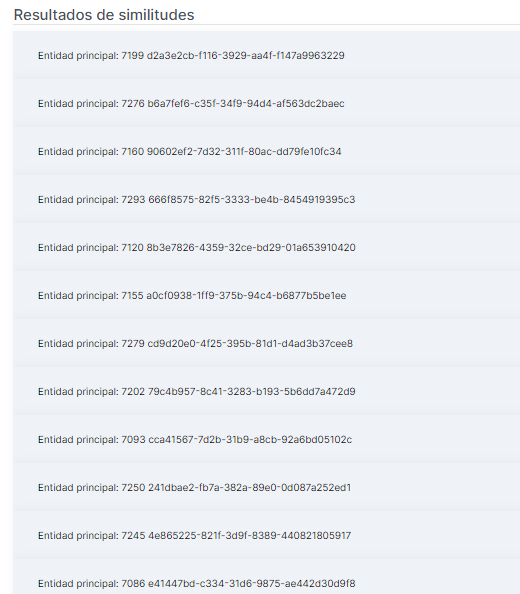 Resultados de similitudes
Entidad principal: 7199 d2a3e2cb-f116-3929-aa4f-f147a9963229
Entidad principal: 7276 b6a7fef6-c35f-34f9-94d4-af563dc2baec
Entidad principal: 7160 90602ef2-7d32-311f-80ac-dd79fe10fc34
Entidad principal: 7293 666f8575-82f5-3333-be4b-8454919395c3
Entidad principal: 7120 8b3e7826-4359-32ce-bd29-01a653910420
Entidad principal: 7155 a0cf0938-1ff9-375b-94c4-b6877b5be1ee
Entidad principal: 7279 cd9d20e0-4f25-395b-81d1-d4ad3b37cee8
Entidad principal: 7202 79c4b957-8c41-3283-b193-5b6dd7a472d9
Entidad principal: 7093 cca41567-7d2b-31b9-a8cb-92a6bd05102c
Entidad principal: 7250 241dbae2-fb7a-382a-89e0-0d087a252ed1
Entidad principal: 7245 4e865225-821f-3d9f-8389-440821805917
Entidad principal: 7086 e41447bd-c334-31d6-9875-ae442d30d9f8